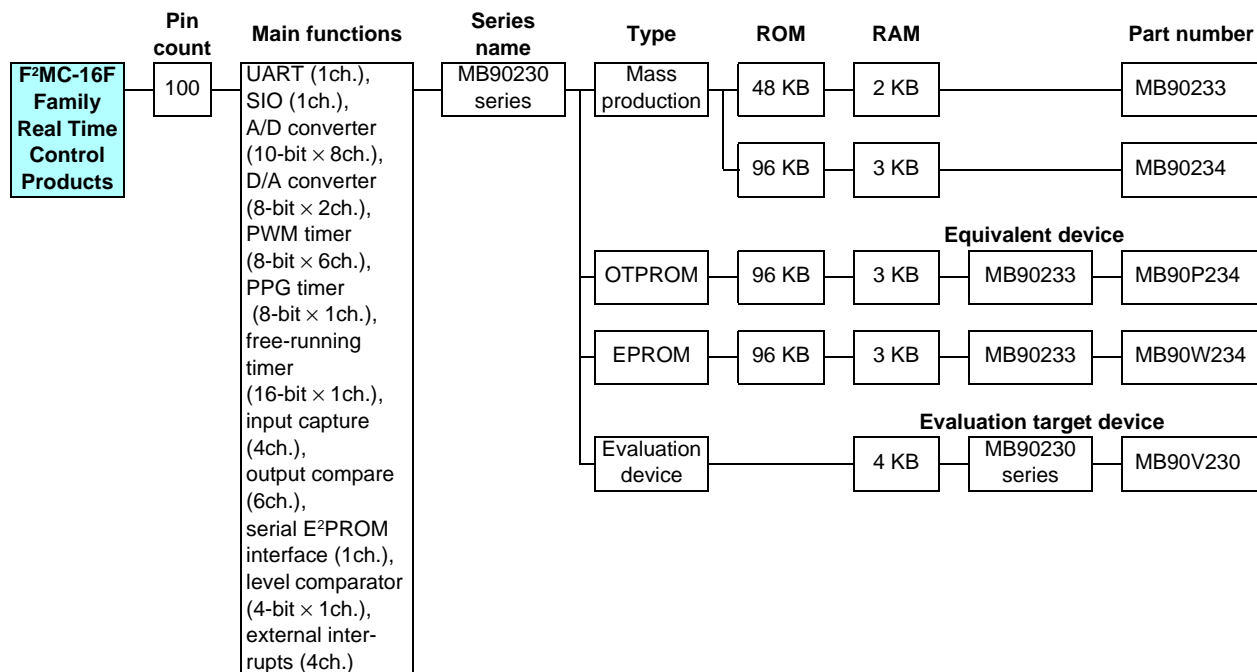 Pin
count
Main functions
Series
name
Type
ROM
RAM
Part number
F²MC-16F
Family
Real Time
Control
Products
100
UART (1ch.),
SIO (1ch.),
A/D converter
(10-bit × 8ch.),
D/A converter
(8-bit × 2ch.),
PWM timer
(8-bit × 6ch.),
PPG timer
(8-bit × 1ch.),
free-running
timer
(16-bit × 1ch.),
input capture
(4ch.),
output compare
(6ch.),
serial E²PROM
interface (1ch.),
level comparator
(4-bit × 1ch.),
external inter-
rupts (4ch.)
MB90230
series
Mass
production
48 KB
2 KB
MB90233
96 KB
3 KB
MB90234
Equivalent device
OTPROM
96 KB
3 KB
MB90233
MB90P234
EPROM
96 KB
3 KB
MB90233
MB90W234
Evaluation target device
Evaluation
device
4 KB
MB90230
series
MB90V230